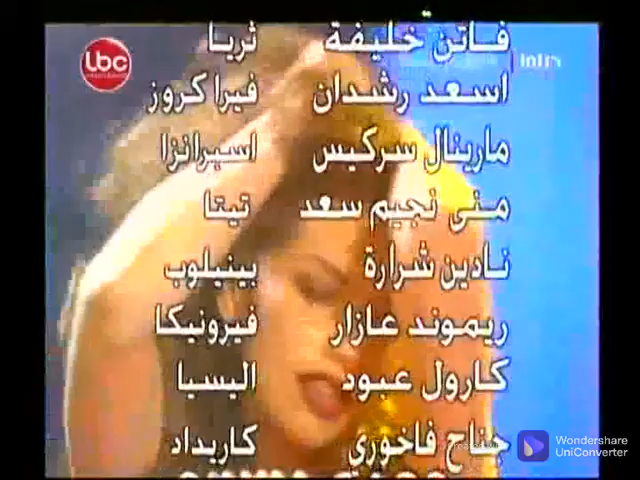 فاتن خليفة ثريا
lbc
اسعد رشدان فيرا كروز
مارينال سركيس اسبرانزا
منى نجيم سعد تيتا
نادين شرارة بينيلوب
ريموند عازار فيرونيكا
كارول عبود اليسيا
جناح فاخوري كاريداد
Wondershare
UniConverter